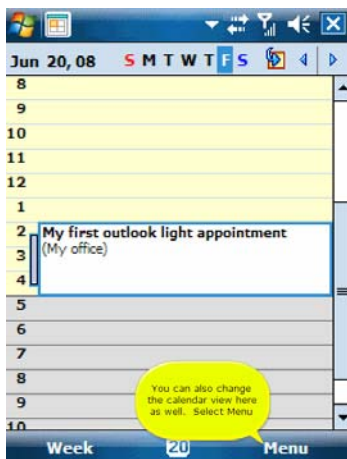 Jun 20, 08 S M T W T F S
8
9
10
11
12
1
2 My first outlook light appointment
(My office)
3
4
5
6
7
8
9
10
You can also change
the calendar view here
as well. Select Menu
Week 20 Menu